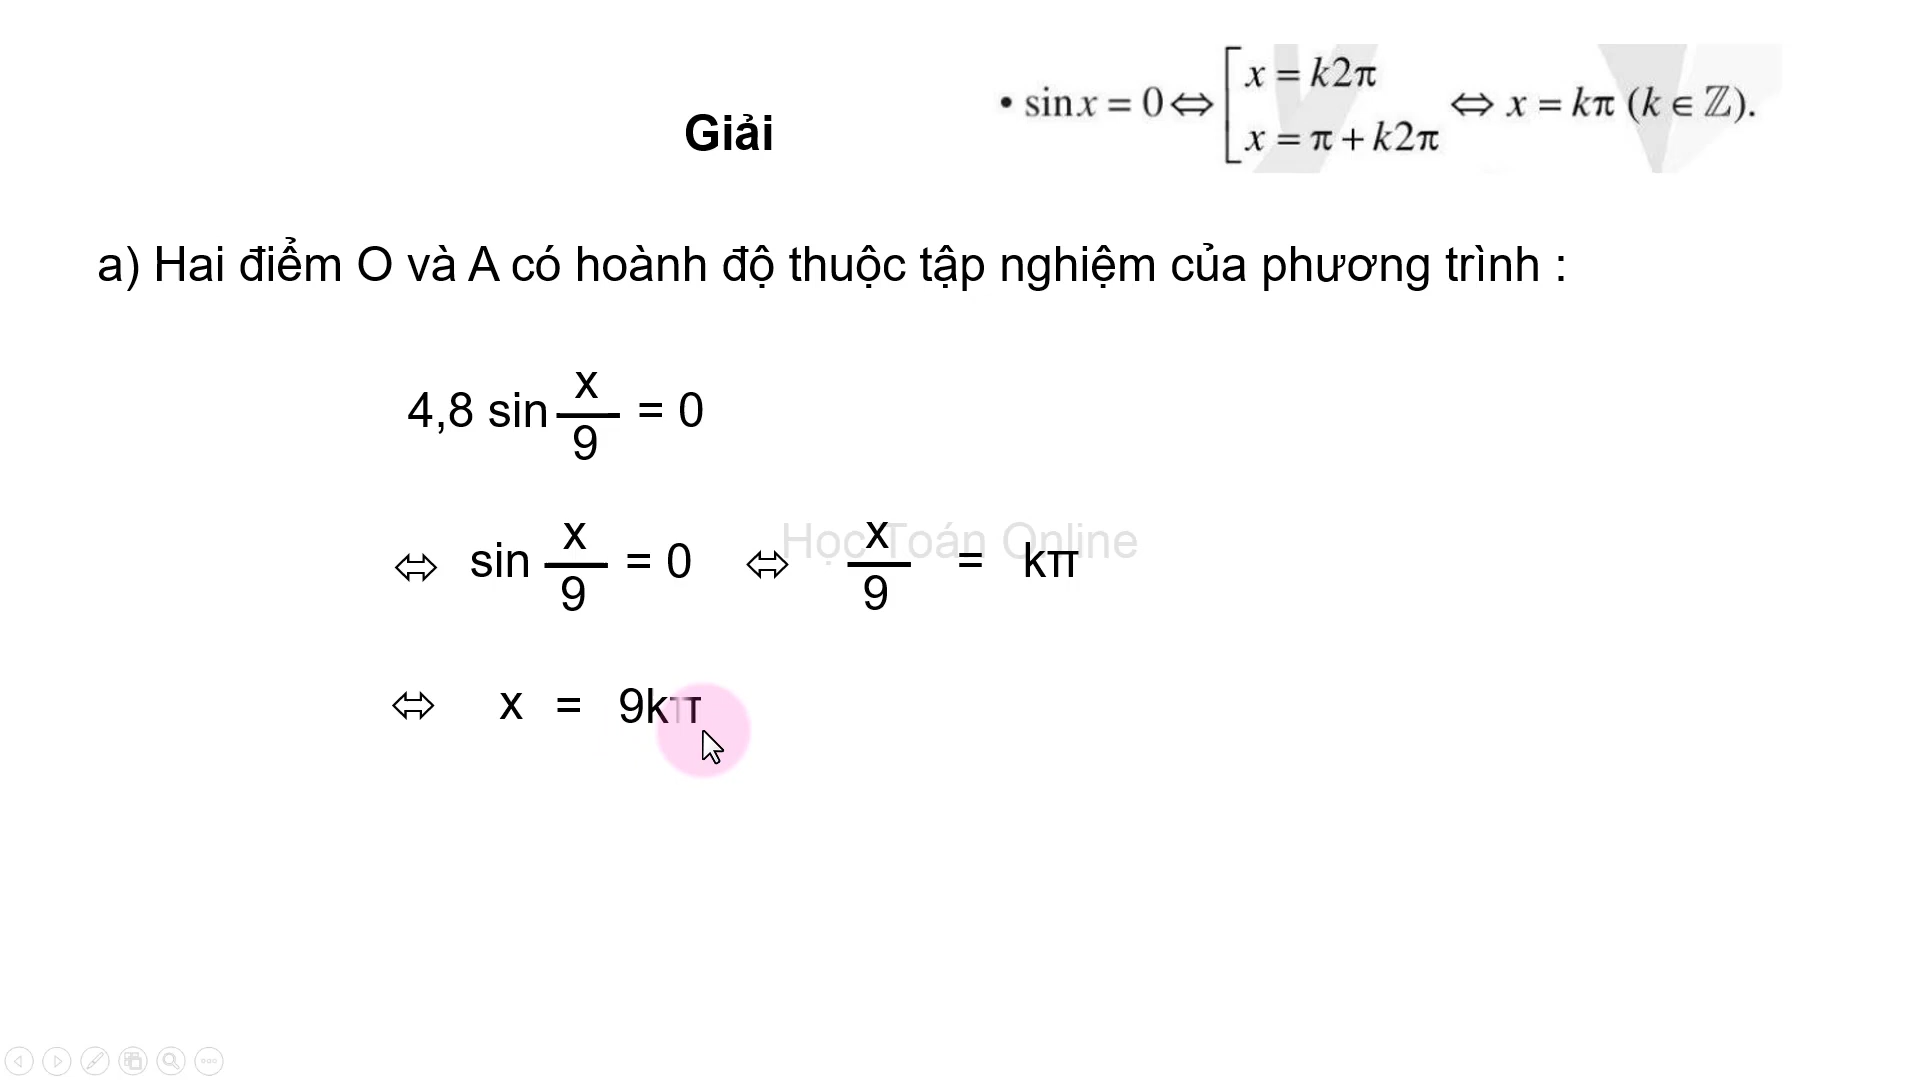 Giải
• sin x = 0 ⇔ [ x = k2π
x = π + k2π ⇔ x = kπ (k ∈ ℤ).
a) Hai điểm O và A có hoành độ thuộc tập nghiệm của phương trình :
4,8 sin x/9 = 0
⇔ sin x/9 = 0 ⇔ x/9 = kπ
Học Toán Online
⇔ x = 9kπ